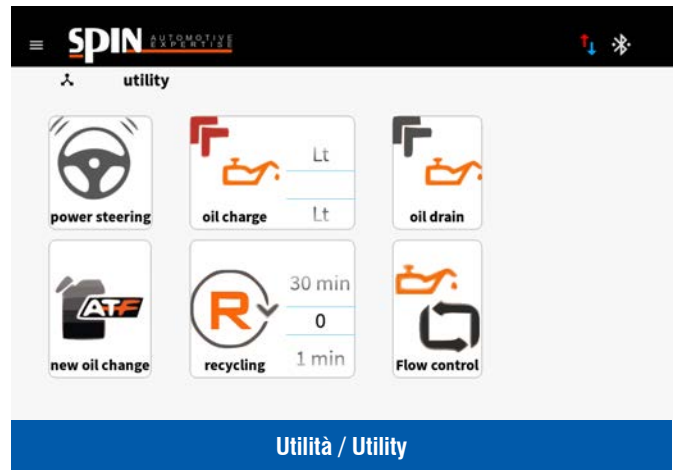 SPIN AUTOMOTIVE EXPERTISE
utility
power steering
oil charge
Lt
Lt
oil drain
ATF
new oil change
R
recycling
30 min
0
1 min
Flow control
Utilità / Utility